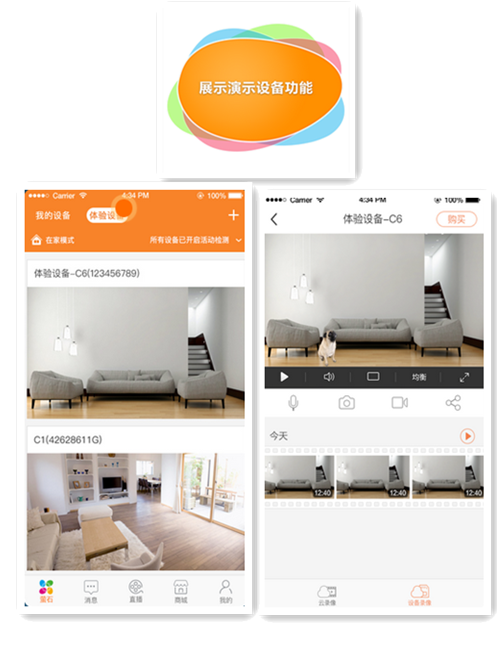 展示演示设备功能
Carrier 4:34 PM 100%
我的设备 体验设备
在家模式 所有设备已开启活动检测
体验设备-C6(123456789)
C1(42628611G)
萤石 消息 直播 商城 我的
Carrier 4:34 PM 100%
体验设备-C6 购买
均衡
今天
12:40 12:40 12:40
云录像 设备录像